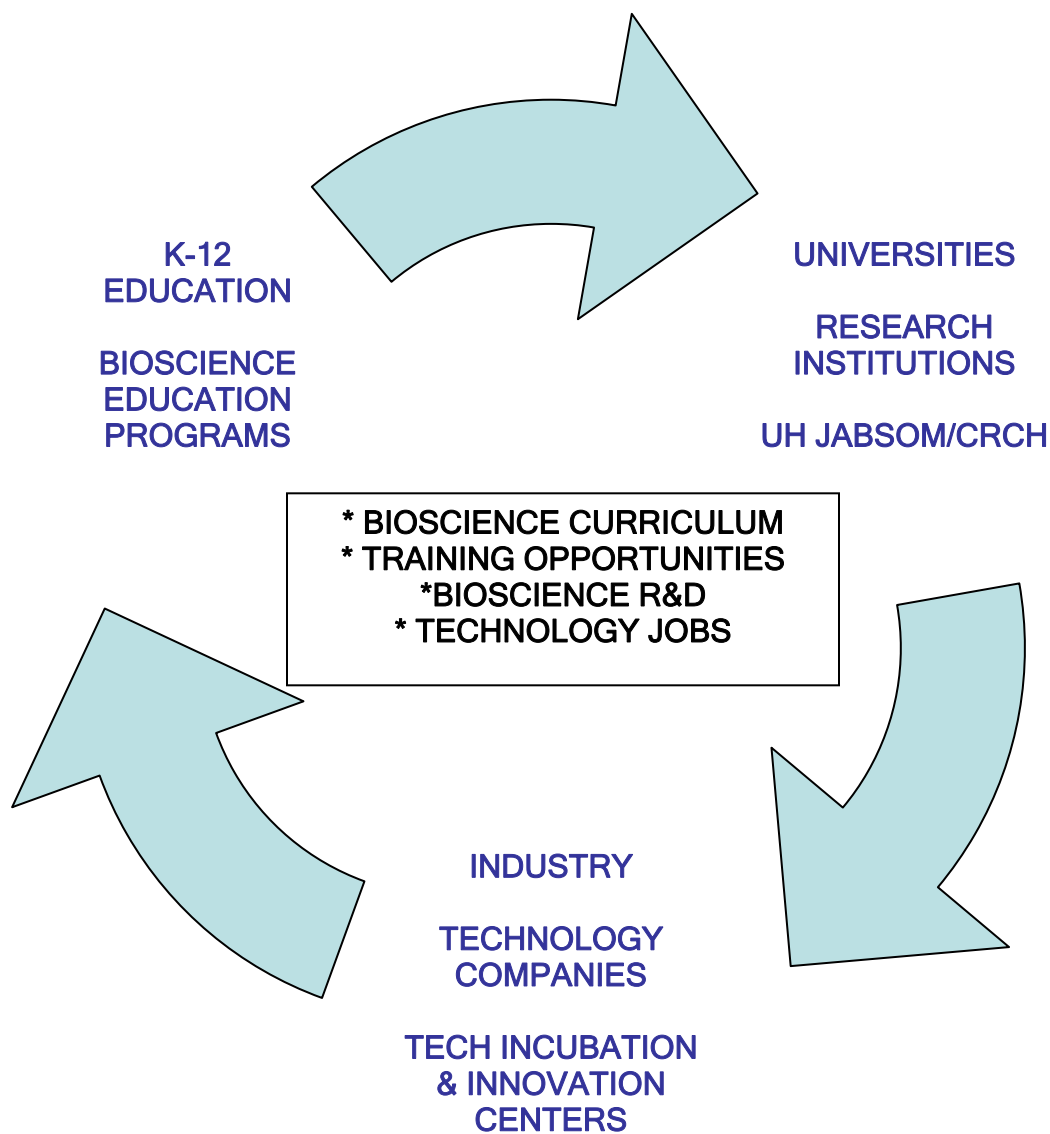 K-12
EDUCATION
BIOSCIENCE
EDUCATION
PROGRAMS
UNIVERSITIES
RESEARCH
INSTITUTIONS
UH JABSOM/CRCH
* BIOSCIENCE CURRICULUM
* TRAINING OPPORTUNITIES
*BIOSCIENCE R&D
* TECHNOLOGY JOBS
INDUSTRY
TECHNOLOGY
COMPANIES
TECH INCUBATION
& INNOVATION
CENTERS